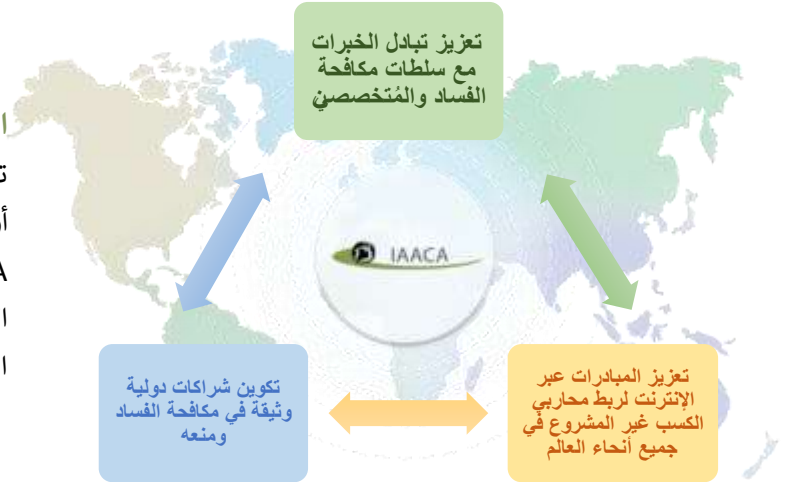 تعزيز تبادل الخبرات
مع سلطات مكافحة
الفساد والمُتخصصين
IAACA
تعزيز المبادرات عبر
الإنترنت لربط محاربي
الكسب غير المشروع في
جميع أنحاء العالم
تكوين شراكات دولية
وثيقة في مكافحة الفساد
ومنعه